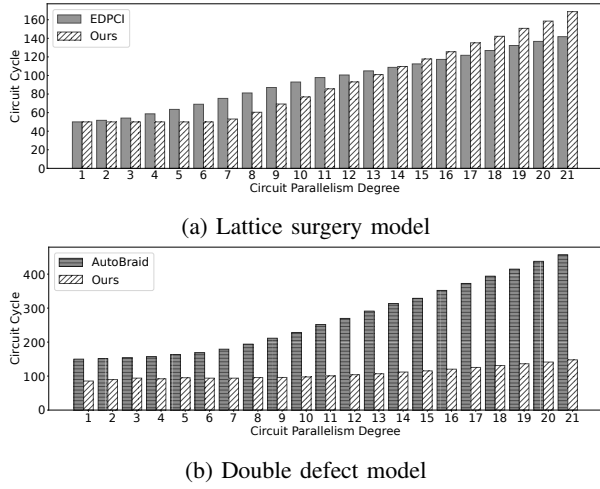 160
140
120
100
80
60
40
20
0
Circuit Cycle
EDPCI
Ours
1 2 3 4 5 6 7 8 9 10 11 12 13 14 15 16 17 18 19 20 21
Circuit Parallelism Degree
(a) Lattice surgery model
400
300
200
100
0
Circuit Cycle
AutoBraid
Ours
1 2 3 4 5 6 7 8 9 10 11 12 13 14 15 16 17 18 19 20 21
Circuit Parallelism Degree
(b) Double defect model